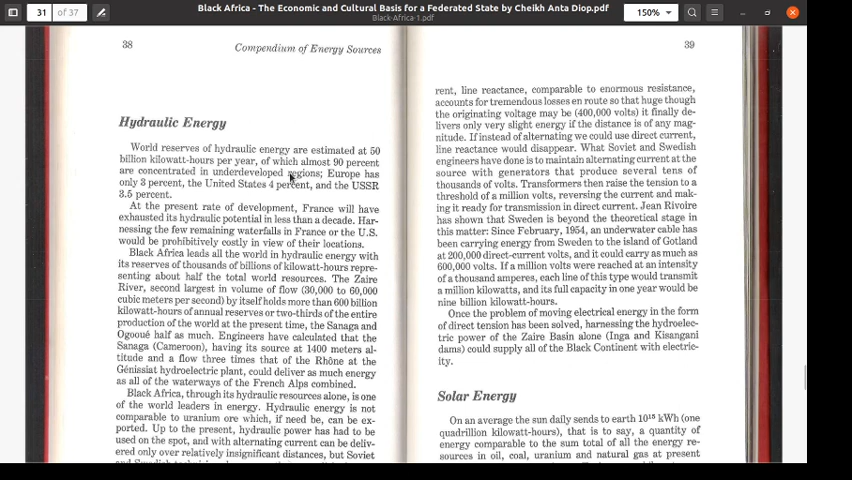 31
of 37
Black Africa - The Economic and Cultural Basis for a Federated State by Cheikh Anta Diop.pdf
Black-Africa-1.pdf
150%
38
Compendium of Energy Sources
Hydraulic Energy
World reserves of hydraulic energy are estimated at 50
billion kilowatt-hours per year, of which almost 90 percent
are concentrated in underdeveloped regions; Europe has
only 3 percent, the United States 4 percent, and the USSR
3.5 percent.
At the present rate of development, France will have
exhausted its hydraulic potential in less than a decade. Har-
nessing the few remaining waterfalls in France or the U.S.
would be prohibitively costly in view of their locations.
Black Africa leads all the world in hydraulic energy with
its reserves of thousands of billions of kilowatt-hours repre-
senting about half the total world resources. The Zaire
River, second largest in volume of flow (30,000 to 60,000
cubic meters per second) by itself holds more than 600 billion
kilowatt-hours of annual reserves or two-thirds of the entire
production of the world at the present time, the Sanaga and
Ogooué half as much. Engineers have calculated that the
Sanaga (Cameroon), having its source at 1400 meters al-
titude and a flow three times that of the Rhône at the
Génissiat hydroelectric plant, could deliver as much energy
as all of the waterways of the French Alps combined.
Black Africa, through its hydraulic resources alone, is one
of the world leaders in energy. Hydraulic energy is not
comparable to uranium ore which, if need be, can be ex-
ported. Up to the present, hydraulic power has had to be
used on the spot, and with alternating current can be deliv-
ered only over relatively insignificant distances, but Soviet
and Swedish
39
rent, line reactance, comparable to enormous resistance,
accounts for tremendous losses en route so that huge though
the originating voltage may be (400,000 volts) it finally de-
livers only very slight energy if the distance is of any mag-
nitude. If instead of alternating we could use direct current,
line reactance would disappear. What Soviet and Swedish
engineers have done is to maintain alternating current at the
source with generators that produce several tens of
thousands of volts. Transformers then raise the tension to a
threshold of a million volts, reversing the current and mak-
ing it ready for transmission in direct current. Jean Rivoire
has shown that Sweden is beyond the theoretical stage in
this matter: Since February, 1954, an underwater cable has
been carrying energy from Sweden to the island of Gotland
at 200,000 direct-current volts, and it could carry as much as
600,000 volts. If a million volts were reached at an intensity
of a thousand amperes, each line of this type would transmit
a million kilowatts, and its full capacity in one year would be
nine billion kilowatt-hours.
Once the problem of moving electrical energy in the form
of direct tension has been solved, harnessing the hydroelec-
tric power of the Zaire Basin alone (Inga and Kisangani
dams) could supply all of the Black Continent with electric-
ity.
Solar Energy
On an average the sun daily sends to earth 10¹⁵ kWh (one
quadrillion kilowatt-hours), that is to say, a quantity of
energy comparable to the sum total of all the energy re-
sources in oil, coal, uranium and natural gas at present